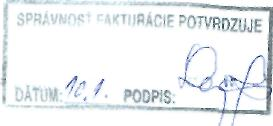 SPRÁVNOSŤ FAKTURÁCIE POTVRDZUJE
DÁTUM: 10.1. PODPIS: